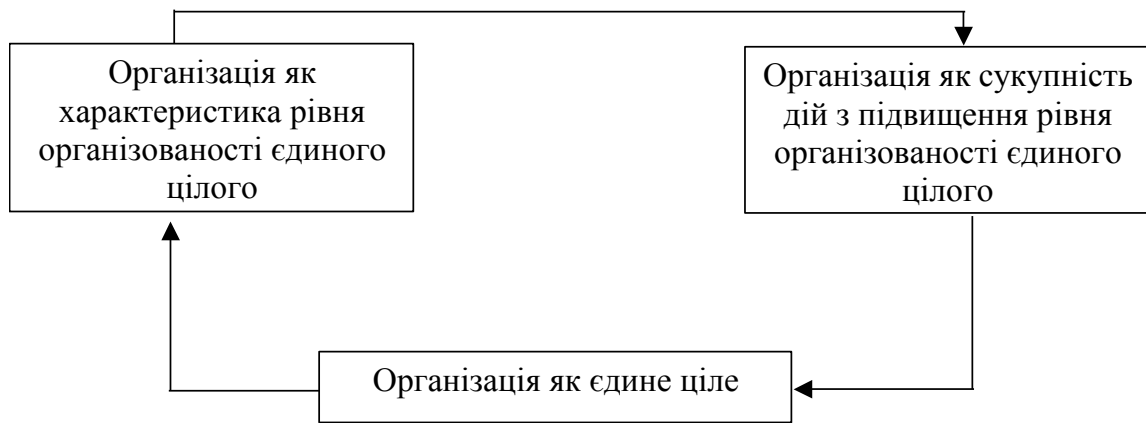 Організація як
характеристика рівня
організованості єдиного
цілого
Організація як сукупність
дій з підвищення рівня
організованості єдиного
цілого
Організація як єдине ціле